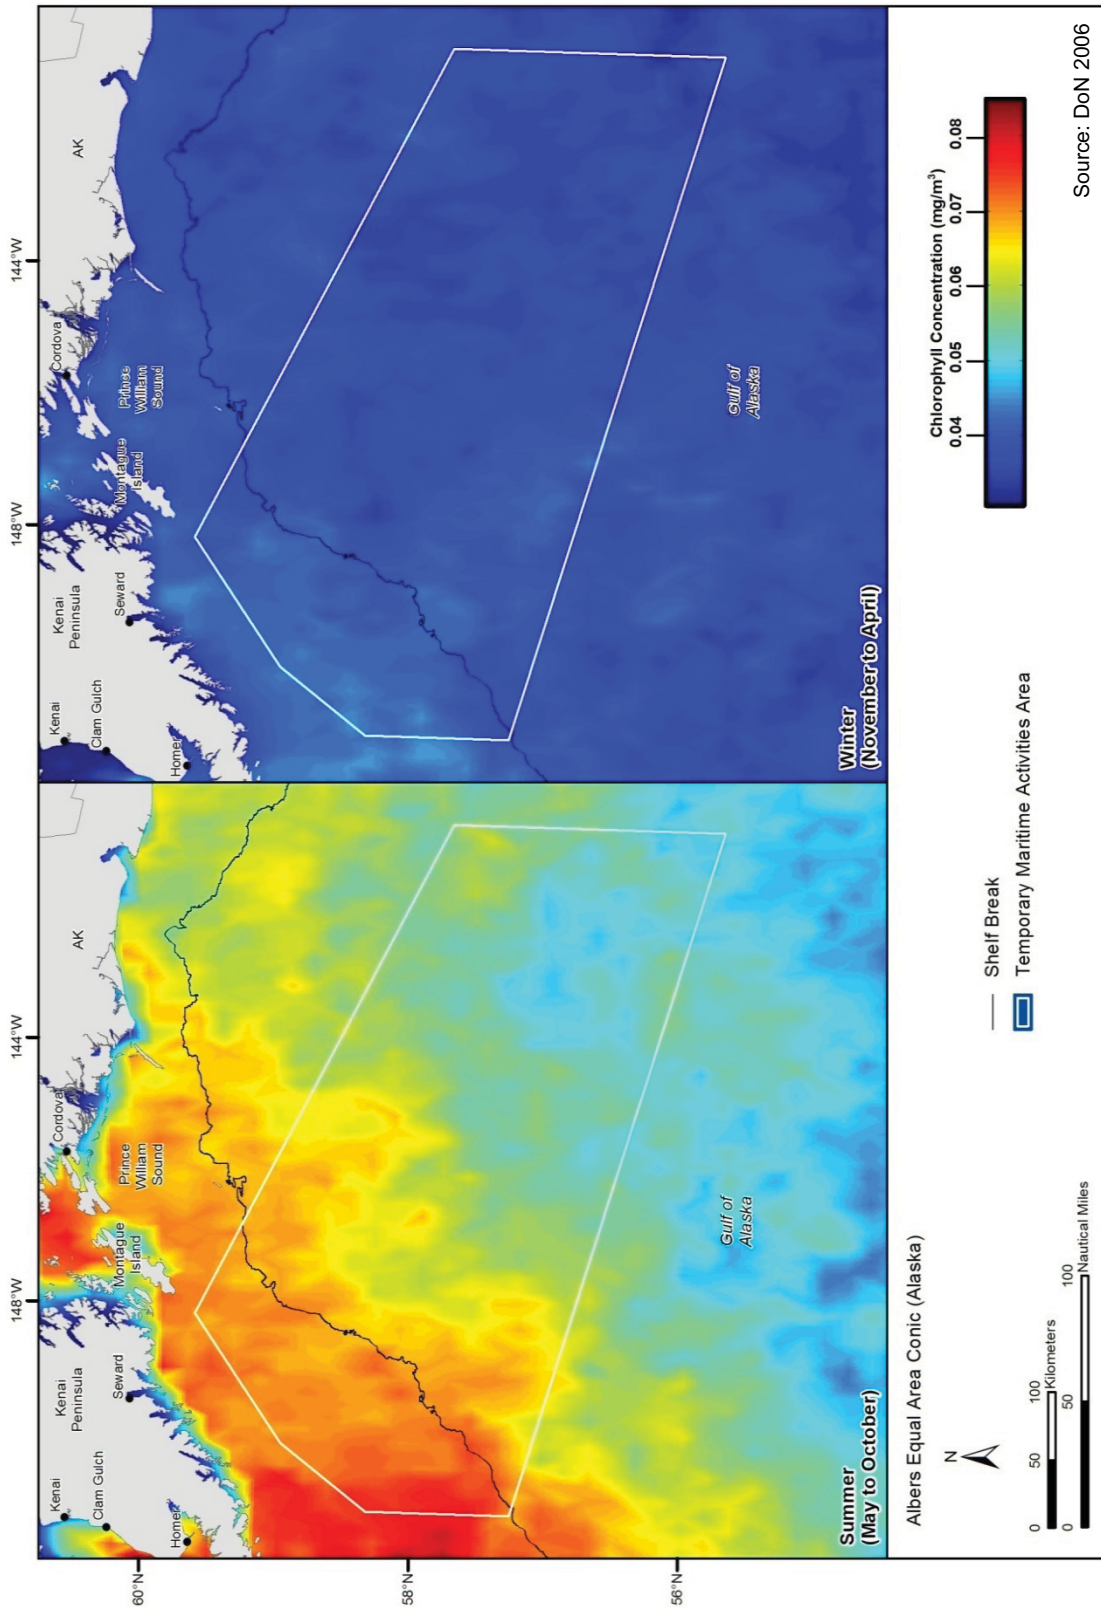 148°W
144°W
148°W
144°W
60°N
58°N
56°N
Kenai
Clam Gulch
Homer
Kenai
Peninsula
Seward
Montague
Island
Prince
William
Sound
Cordova
AK
Gulf of
Alaska
Summer
(May to October)
Kenai
Clam Gulch
Homer
Kenai
Peninsula
Seward
Montague
Island
Prince
William
Sound
Cordova
AK
Gulf of
Alaska
Winter
(November to April)
Albers Equal Area Conic (Alaska)
N
0 50 100
Kilometers
0 50 100
Nautical Miles
Shelf Break
Temporary Maritime Activities Area
Chlorophyll Concentration (mg/m³)
0.04 0.05 0.06 0.07 0.08
Source: DoN 2006